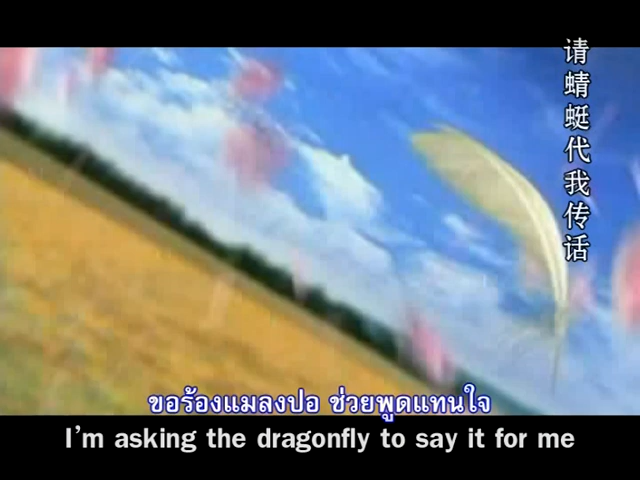 请蜻蜓代我传话
ขอร้องแมลงปอ ช่วยพูดแทนใจ
I'm asking the dragonfly to say it for me